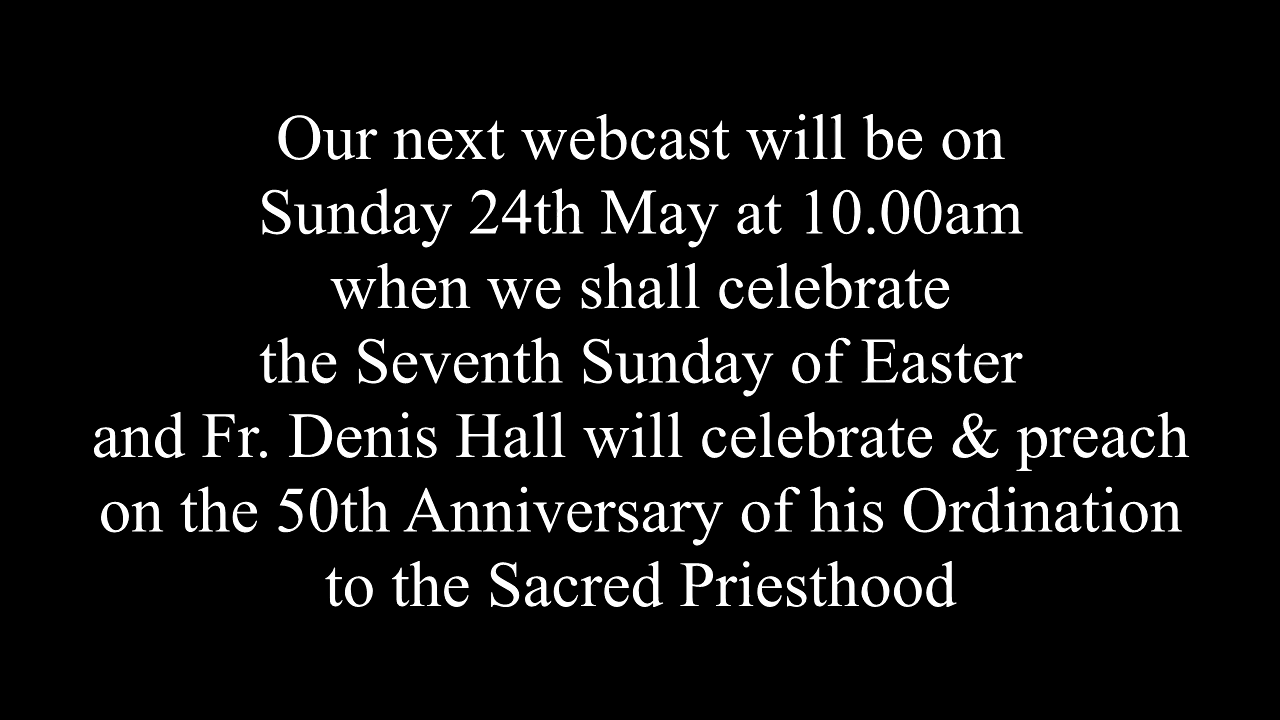 Our next webcast will be on
Sunday 24th May at 10.00am
when we shall celebrate
the Seventh Sunday of Easter
and Fr. Denis Hall will celebrate & preach
on the 50th Anniversary of his Ordination
to the Sacred Priesthood